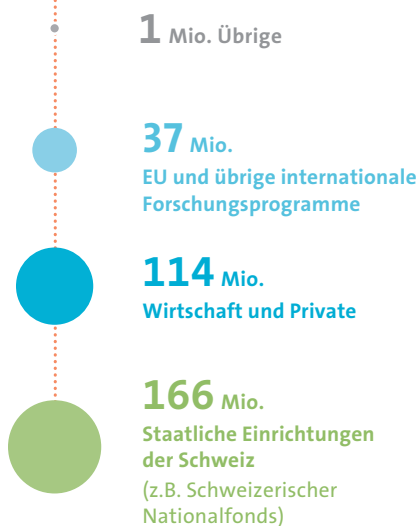 1 Mio. Übrige
37 Mio.
EU und übrige internationale
Forschungsprogramme
114 Mio.
Wirtschaft und Private
166 Mio.
Staatliche Einrichtungen
der Schweiz
(z.B. Schweizerischer
Nationalfonds)